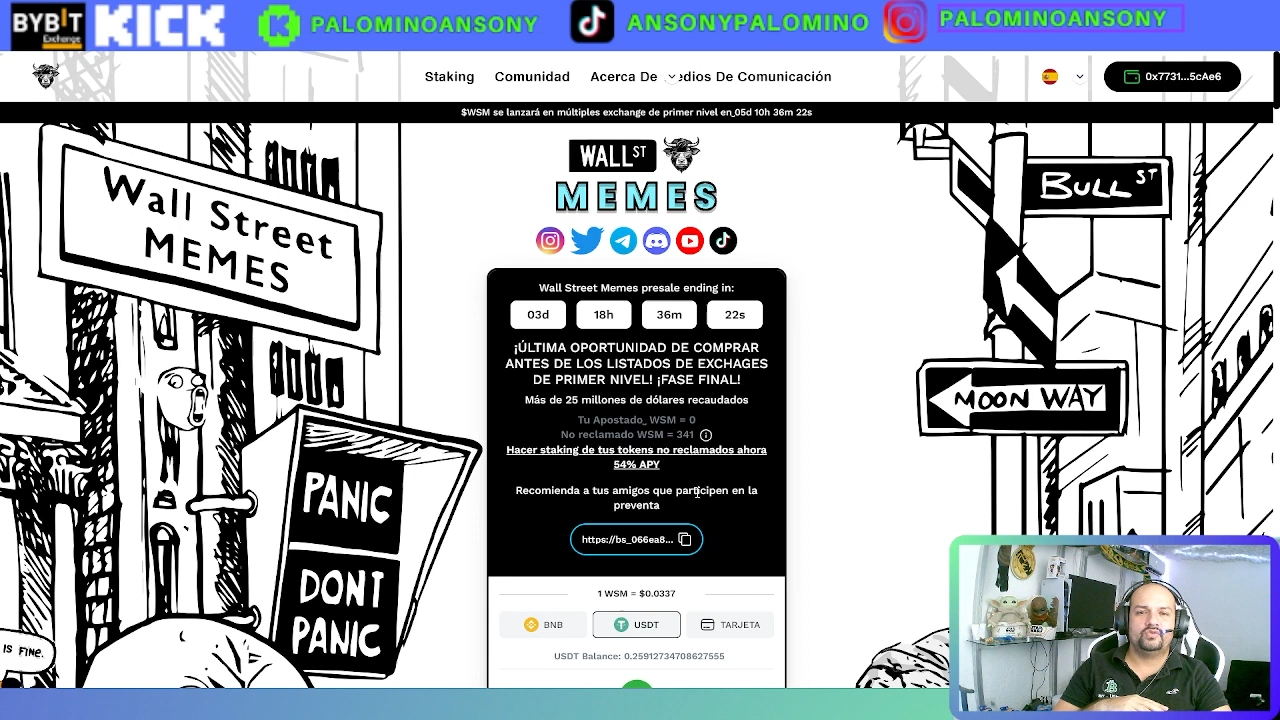 BYBIT
Exchange
KICK
PALOMINOANSONY
ANSONYPALOMINO
PALOMINOANSONY
Staking
Comunidad
Acerca De
edios De Comunicación
0x7731...5cAe6
$WSM se lanzará en múltiples exchange de primer nivel en_05d 10h 36m 22s
WALL ST
MEMES
Wall Street
MEMES
BULL ST
MOON WAY
PANIC
DONT
PANIC
IS FINE.
Wall Street Memes presale ending in:
03d
18h
36m
22s
¡ÚLTIMA OPORTUNIDAD DE COMPRAR
ANTES DE LOS LISTADOS DE EXCHAGES
DE PRIMER NIVEL! ¡FASE FINAL!
Más de 25 millones de dólares recaudados
Tu Apostado_ WSM = 0
No reclamado WSM = 341
Hacer staking de tus tokens no reclamados ahora
54% APY
Recomienda a tus amigos que participen en la
preventa
https://bs_066ea8...
1 WSM = $0.0337
BNB
USDT
TARJETA
USDT Balance: 0.25912734708627555